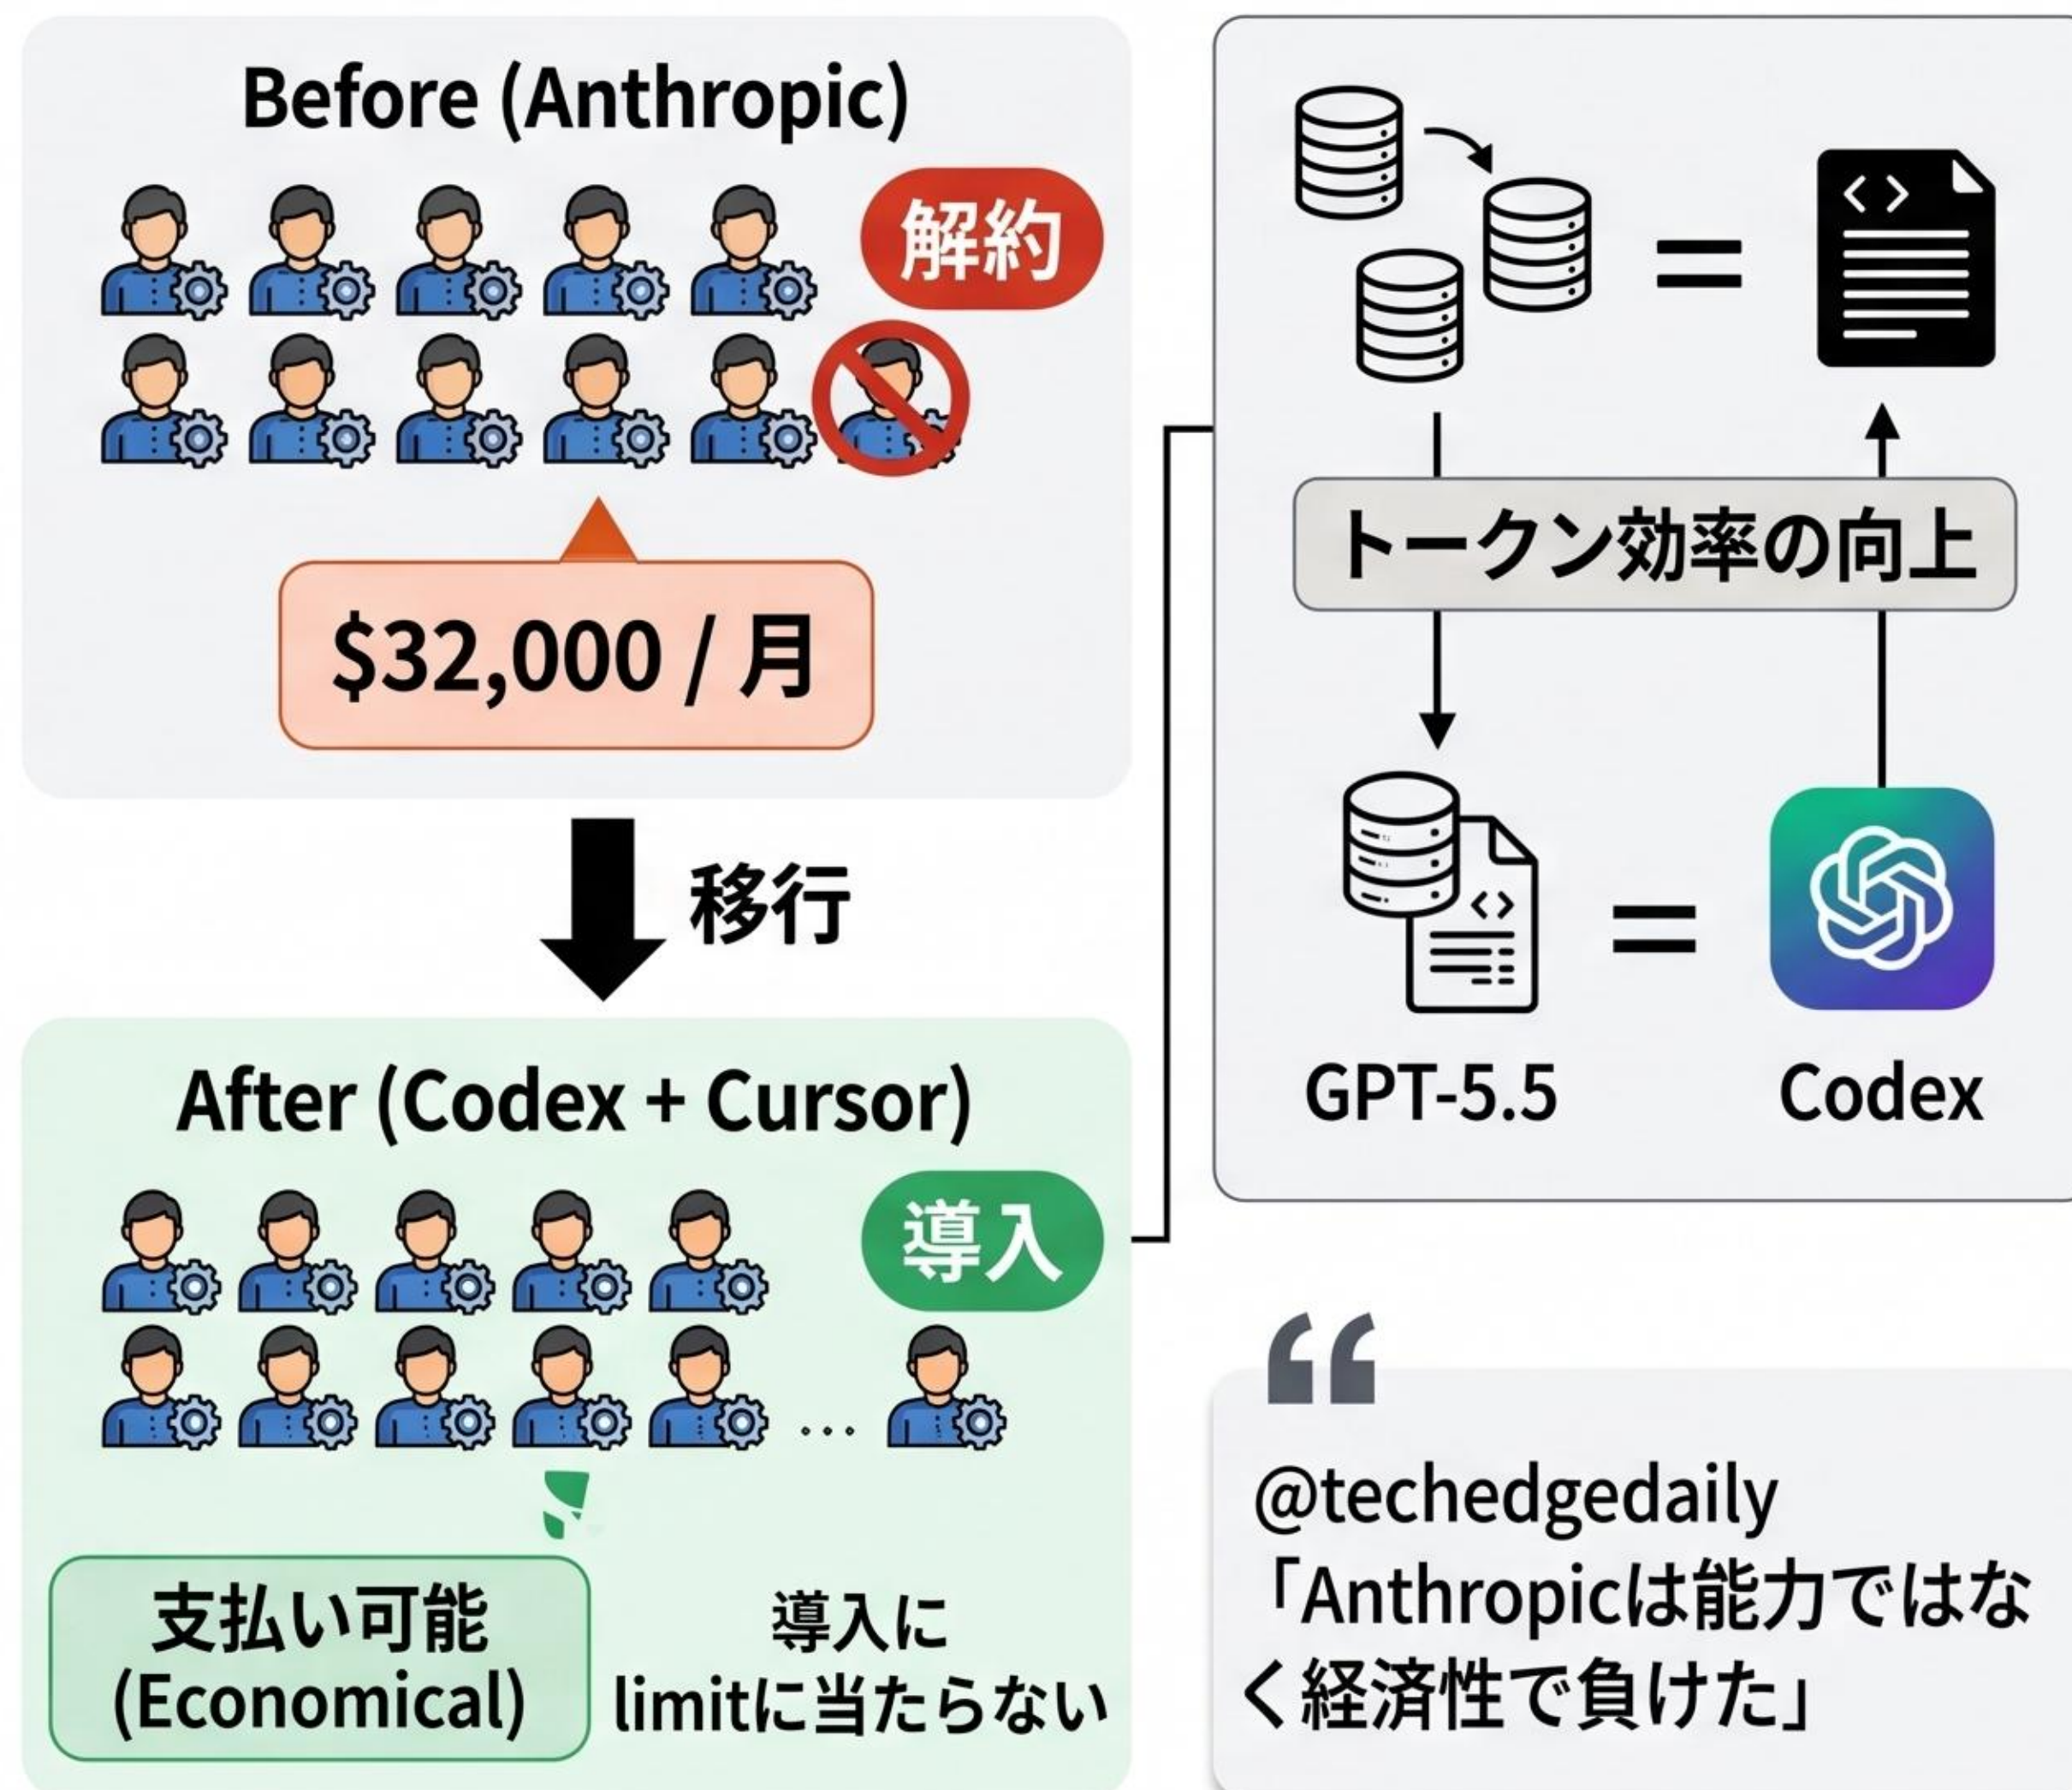 Before (Anthropic)
解約
$32,000 / 月
移行
After (Codex + Cursor)
導入
...
支払い可能
(Economical)
導入に
limitに当たらない
トークン効率の向上
GPT-5.5
Codex
“
@techedgedaily
「Anthropicは能力ではな
く経済性で負けた」